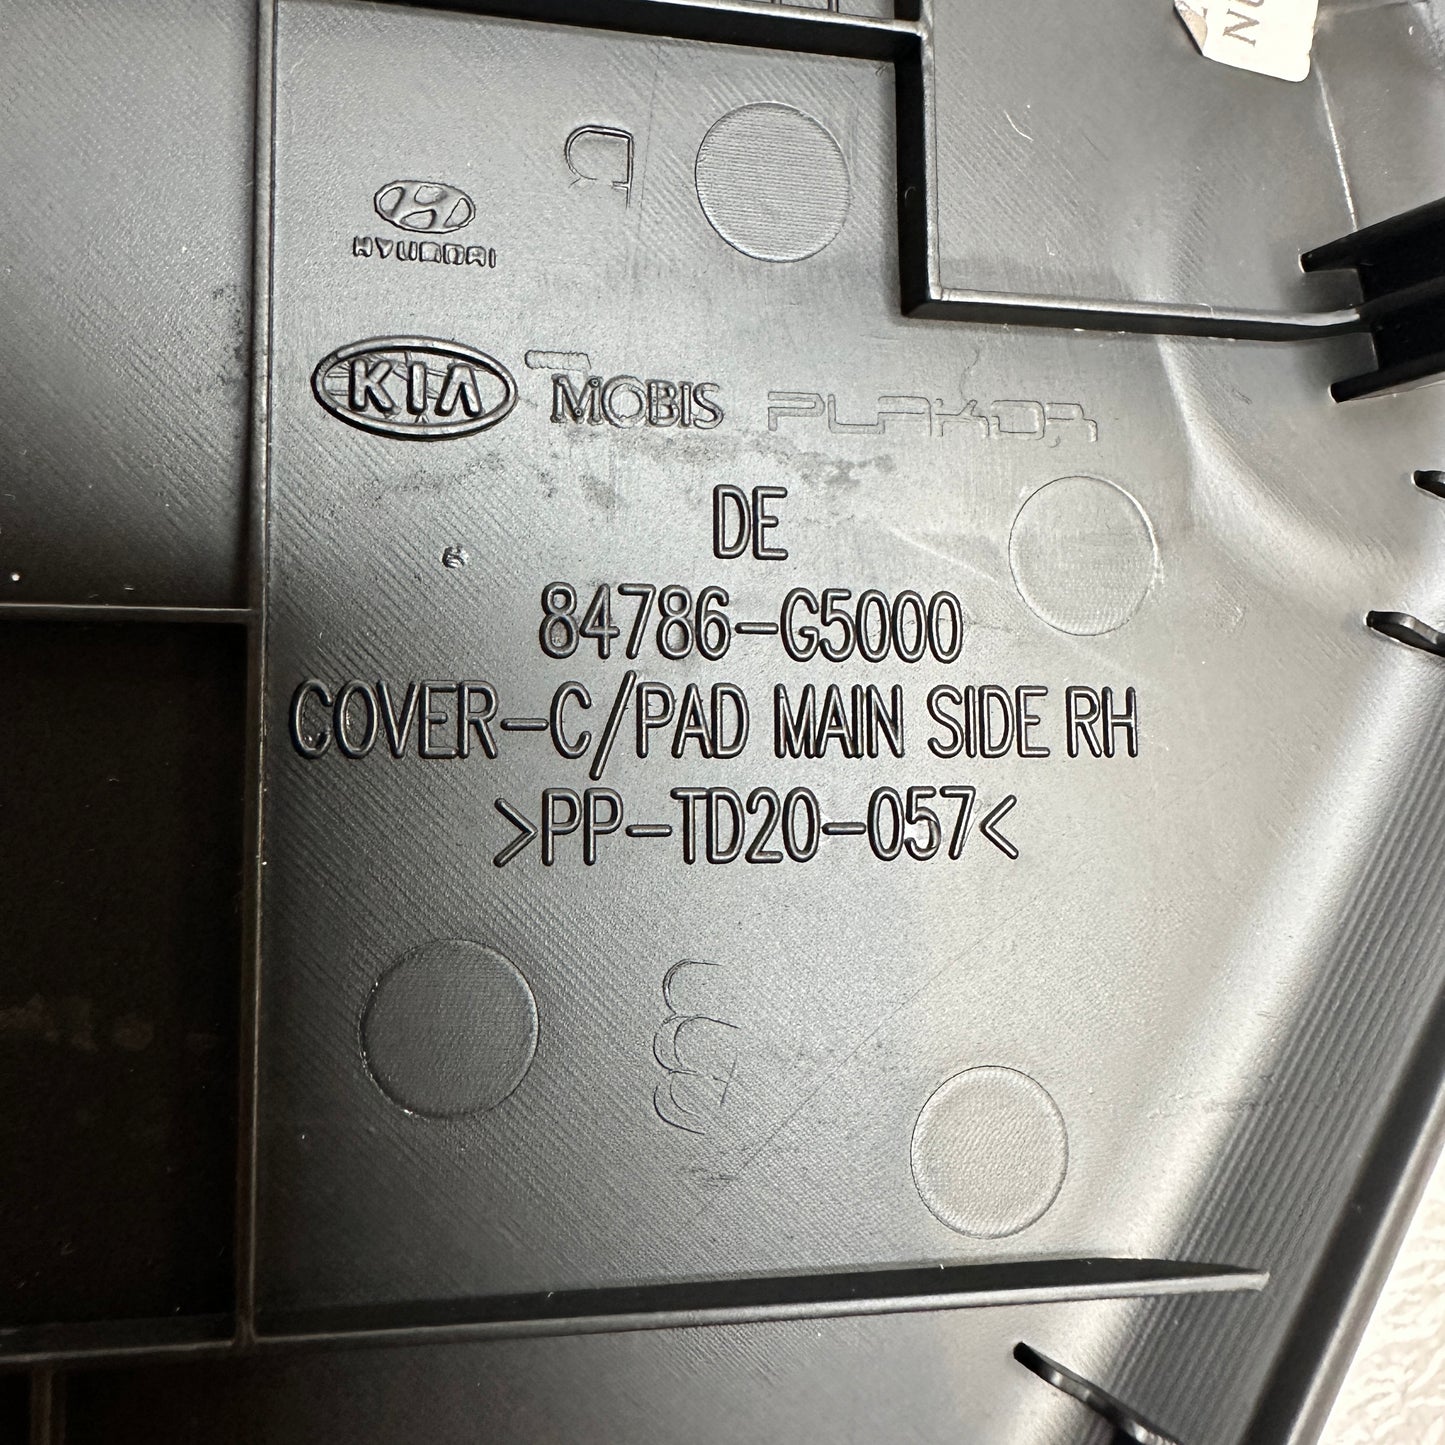 HYUNDAI
KIA MOBIS PLAKOR
DE
84786-G5000
COVER-C/PAD MAIN SIDE RH
>PP-TD20-057<